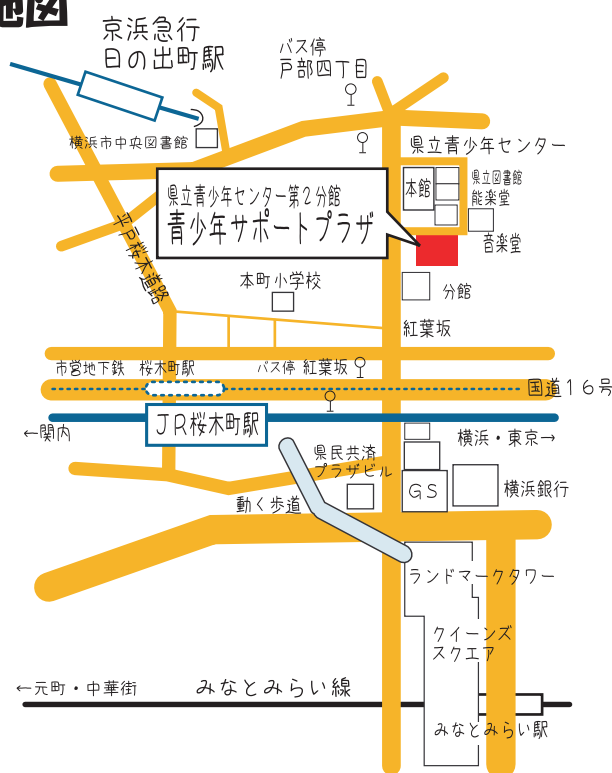 地図
京浜急行
日の出町駅
バス停
戸部四丁目
横浜市中央図書館
県立青少年センター
本館
県立図書館
能楽堂
県立青少年センター第2分館
青少年サポートプラザ
音楽堂
平戸桜木道路
本町小学校
分館
紅葉坂
市営地下鉄 桜木町駅
バス停 紅葉坂
国道16号
JR桜木町駅
←関内
横浜・東京→
県民共済
プラザビル
GS
横浜銀行
動く歩道
ランドマークタワー
クイーンズ
スクエア
←元町・中華街
みなとみらい線
みなとみらい駅